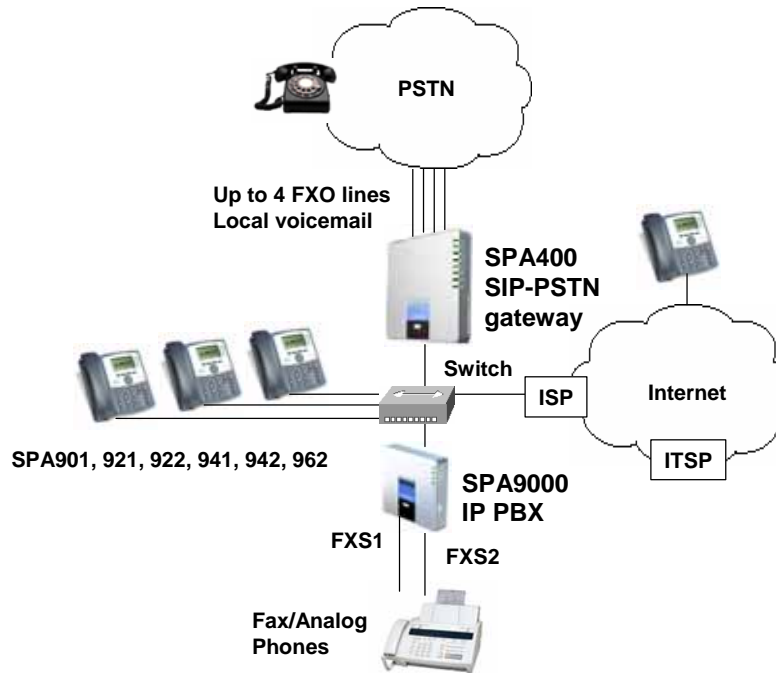 PSTN
Up to 4 FXO lines
Local voicemail
SPA400
SIP-PSTN
gateway
Switch
ISP
Internet
ITSP
SPA901, 921, 922, 941, 942, 962
SPA9000
IP PBX
FXS1
FXS2
Fax/Analog
Phones